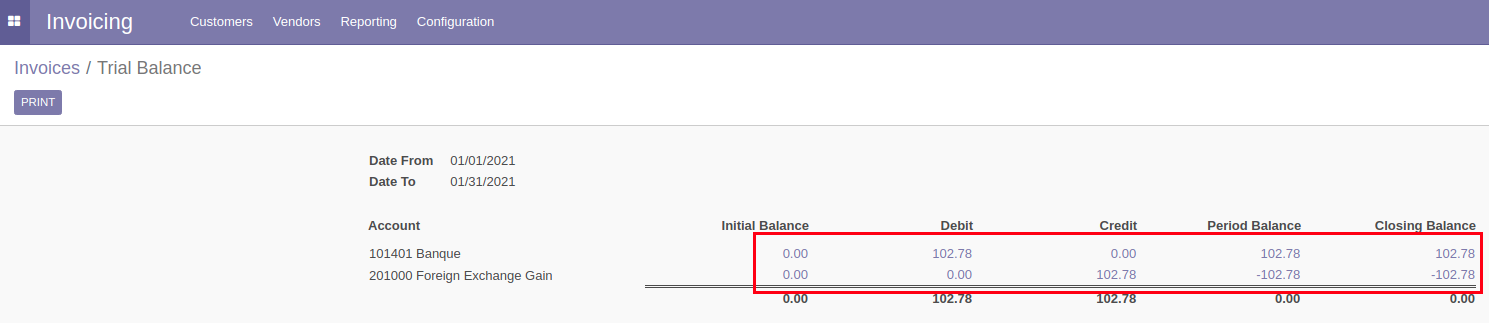 Invoicing Customers Vendors Reporting Configuration
Invoices / Trial Balance
PRINT
Date From 01/01/2021
Date To 01/31/2021
Account Initial Balance Debit Credit Period Balance Closing Balance
101401 Banque 0.00 102.78 0.00 102.78 102.78
201000 Foreign Exchange Gain 0.00 0.00 102.78 -102.78 -102.78
0.00 102.78 102.78 0.00 0.00